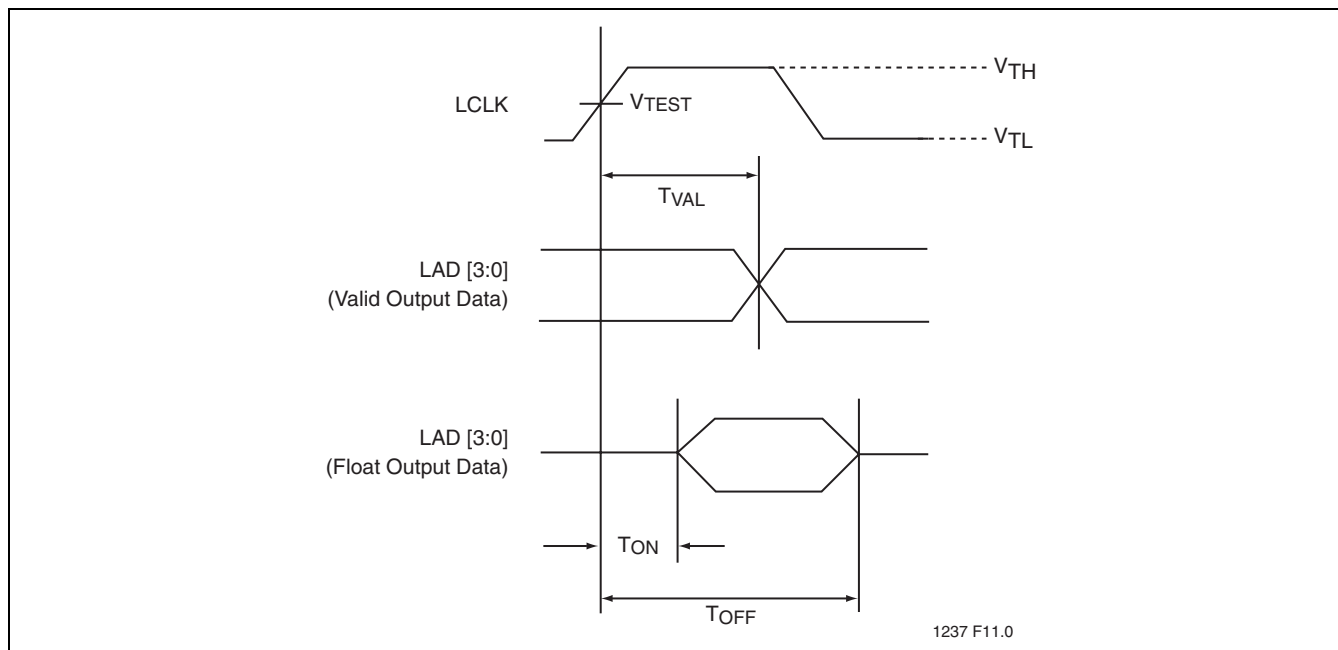 VTH
LCLK
VTEST
VTL
TVAL
LAD [3:0]
(Valid Output Data)
LAD [3:0]
(Float Output Data)
TON
TOFF
1237 F11.0